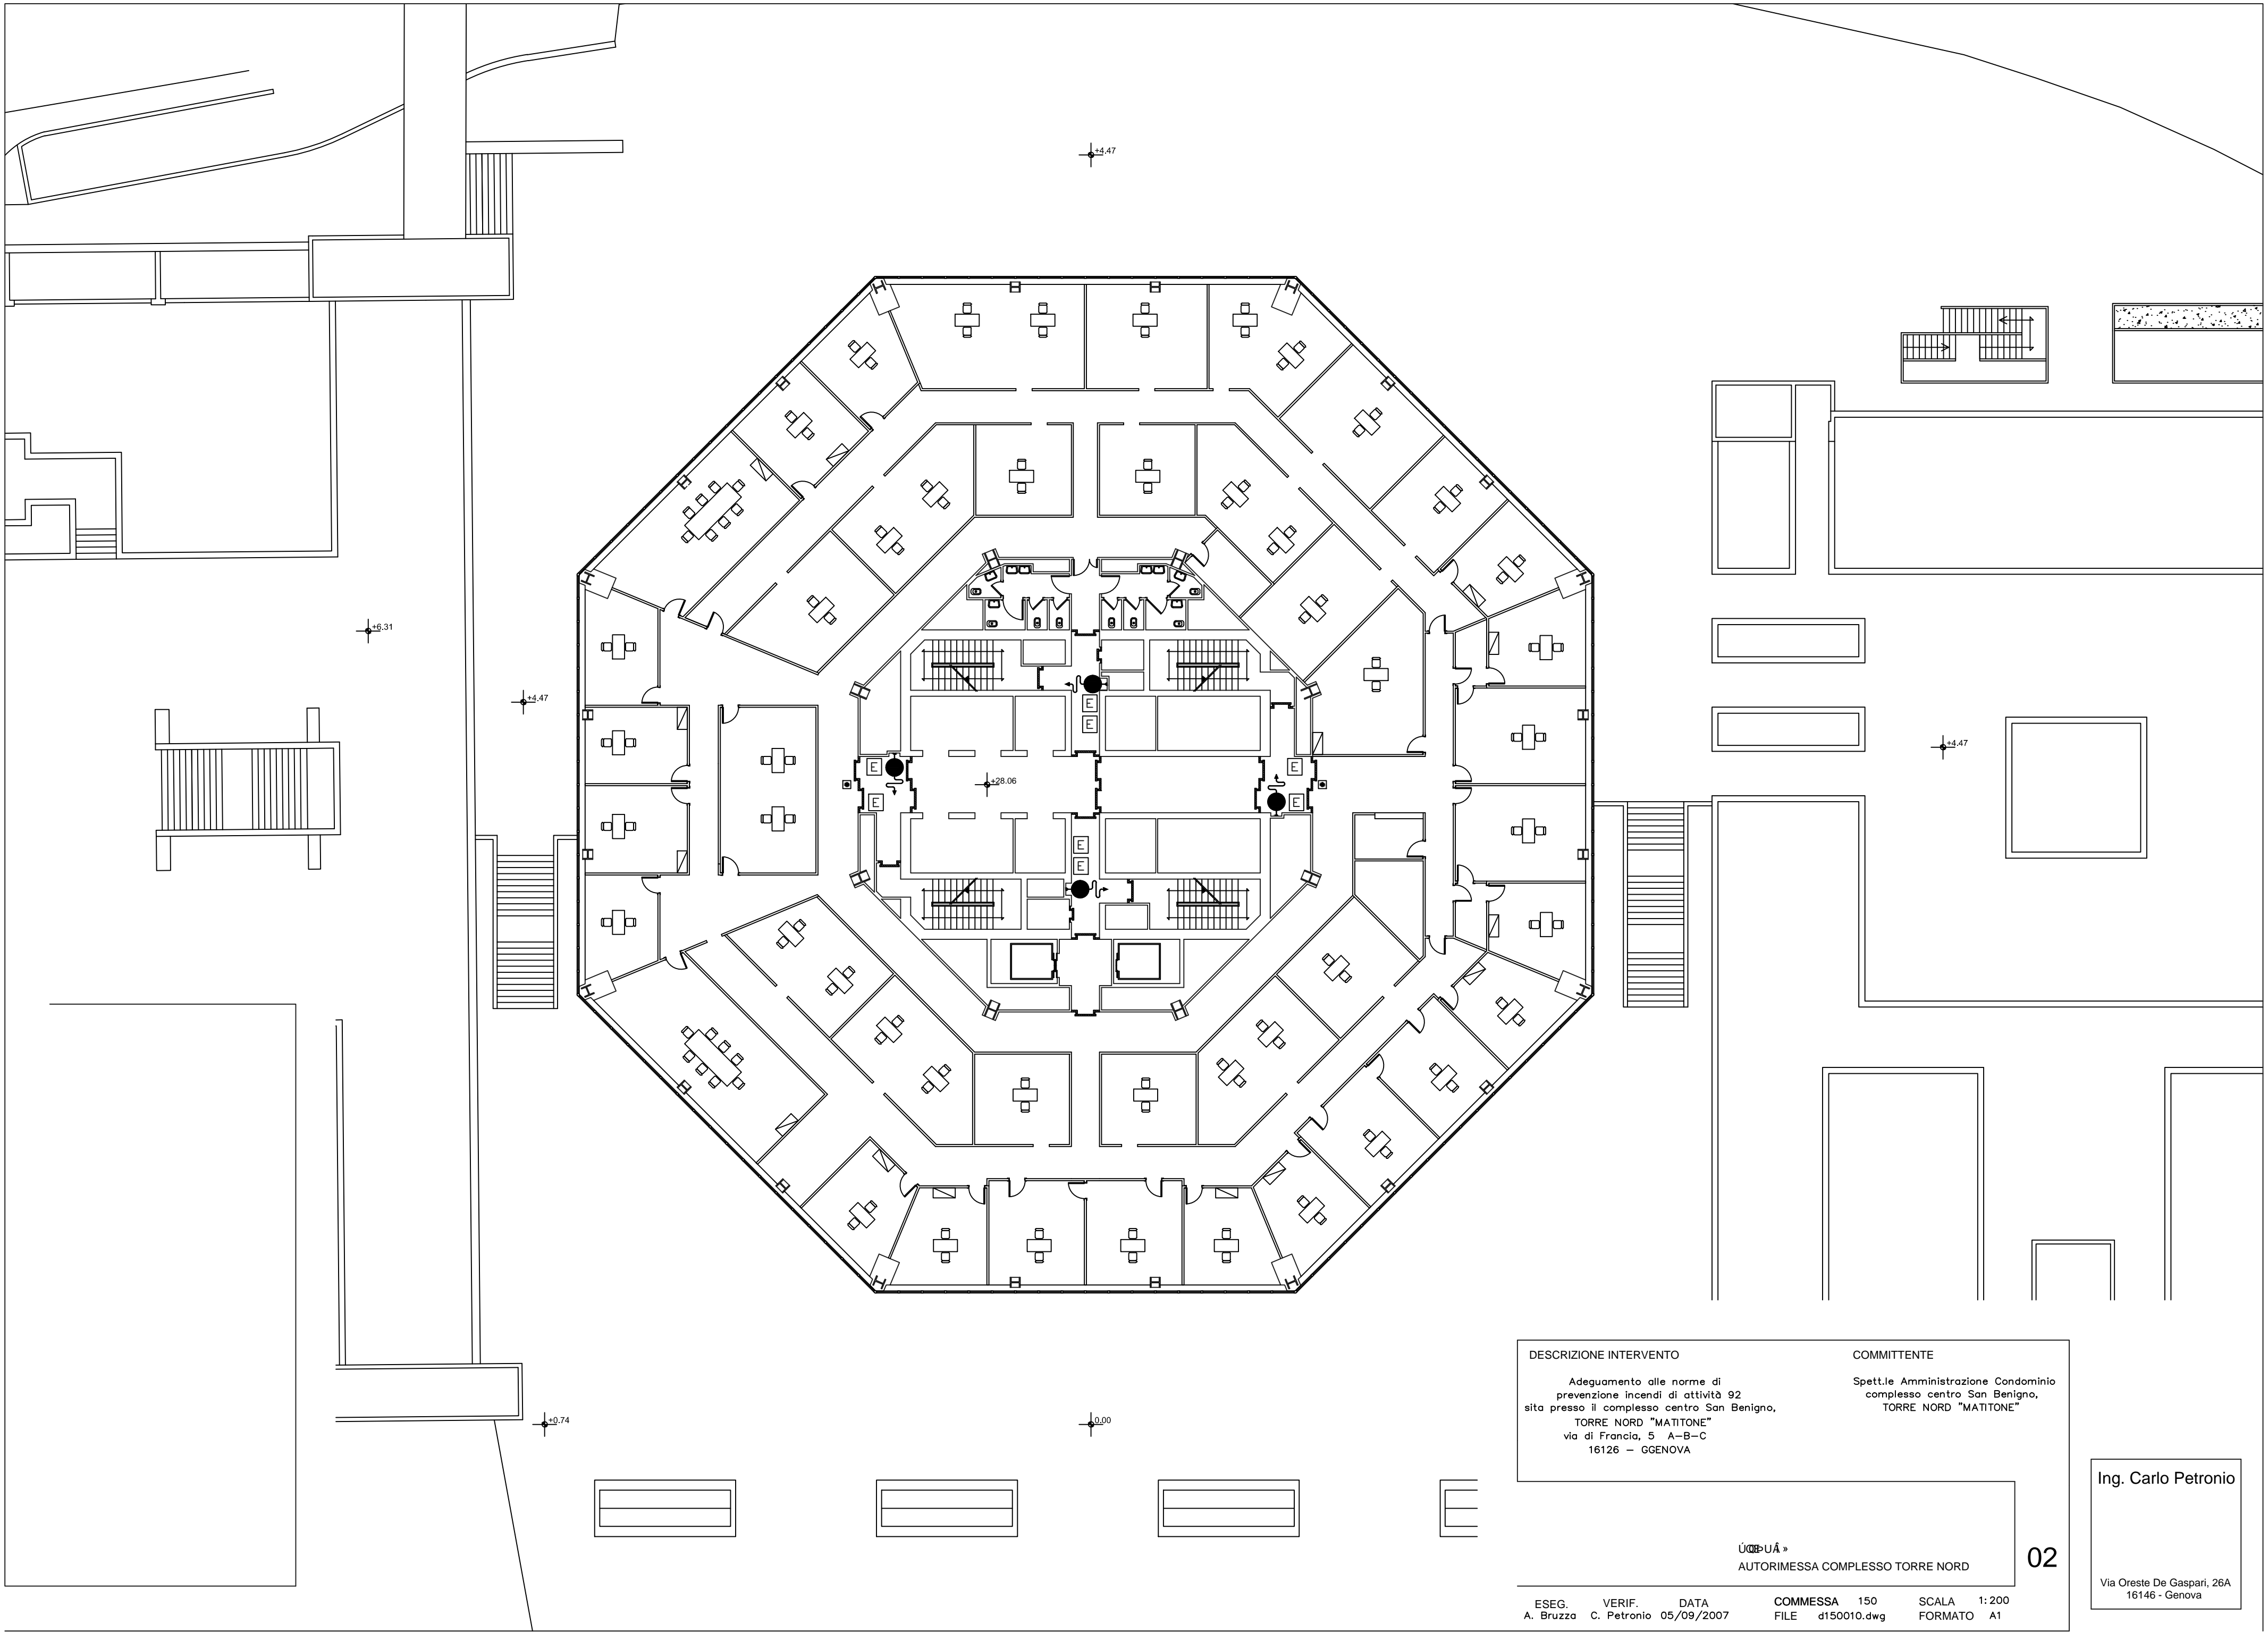 +4.47
+6.31
+4.47
+4.47
E
E
E
E
+28.06
E
E
E
E
+0.74
0.00
DESCRIZIONE INTERVENTO
Adeguamento alle norme di
prevenzione incendi di attività 92
sita presso il complesso centro San Benigno,
TORRE NORD "MATITONE"
via di Francia, 5 A-B-C
16126 - GGENOVA
COMMITTENTE
Spett.le Amministrazione Condominio
complesso centro San Benigno,
TORRE NORD "MATITONE"
AUTORIMESSA COMPLESSO TORRE NORD
02
ESEG. VERIF. DATA COMMESSA 150 SCALA 1:200
A. Bruzza C. Petronio 05/09/2007 FILE d150010.dwg FORMATO A1
Ing. Carlo Petronio
Via Oreste De Gaspari, 26A
16146 - Genova